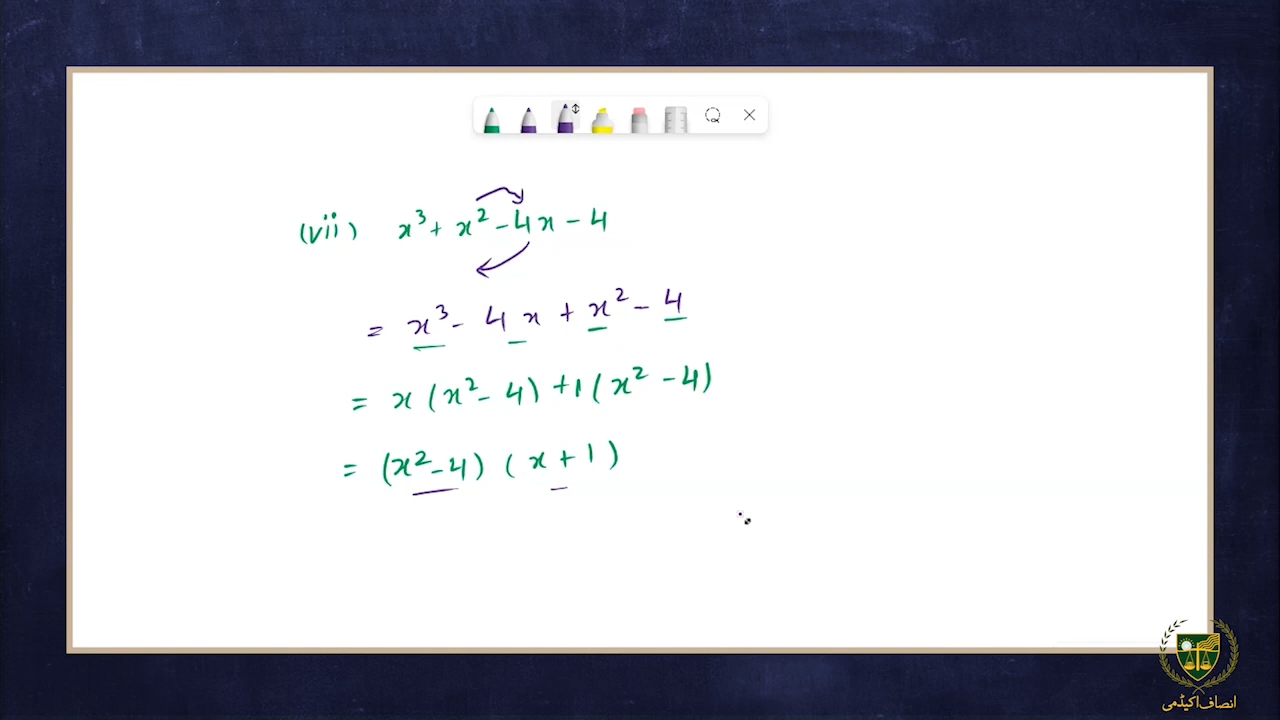 (vii) x³ + x² - 4x - 4
= x³ - 4x + x² - 4
= x (x² - 4) + 1 (x² - 4)
= (x² - 4) (x + 1)
انصاف اکیڈمی